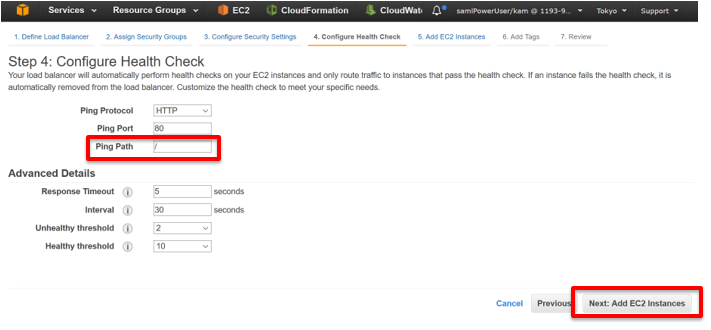 Services Resource Groups EC2 CloudFormation CloudWat samlPowerUser/kam @ 1193-9... Tokyo Support
1. Define Load Balancer 2. Assign Security Groups 3. Configure Security Settings 4. Configure Health Check 5. Add EC2 Instances 6. Add Tags 7. Review
Step 4: Configure Health Check
Your load balancer will automatically perform health checks on your EC2 instances and only route traffic to instances that pass the health check. If an instance fails the health check, it is
automatically removed from the load balancer. Customize the health check to meet your specific needs.
Ping Protocol HTTP
Ping Port 80
Ping Path /
Advanced Details
Response Timeout i 5 seconds
Interval i 30 seconds
Unhealthy threshold i 2
Healthy threshold i 10
Cancel Previous Next: Add EC2 Instances